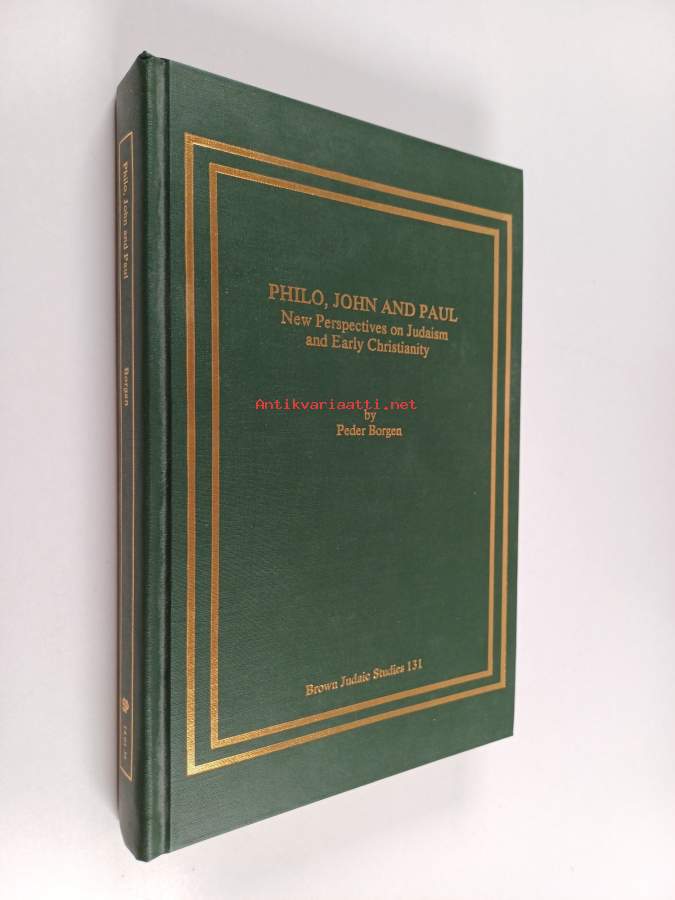 PHILO, JOHN AND PAUL
New Perspectives on Judaism
and Early Christianity
Antikvariaatti.net
by
Peder Borgen
Brown Judaic Studies 131
Philo, John and Paul
Borgen